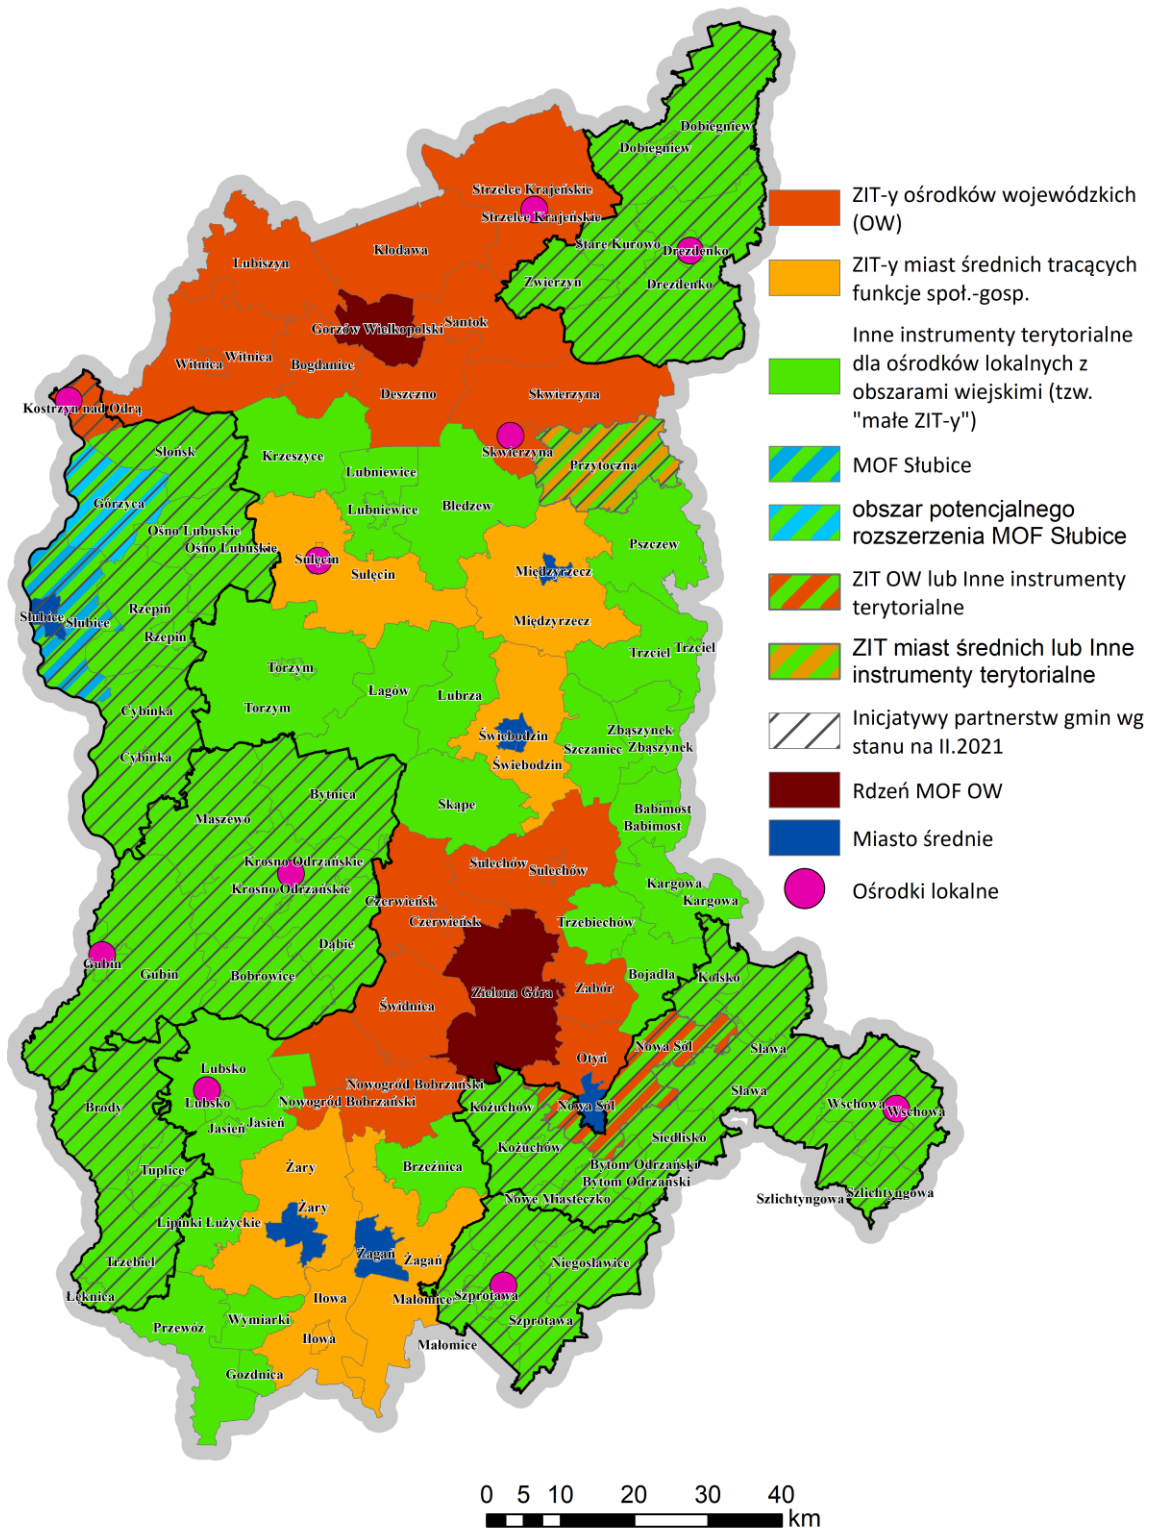 Dobiegniew
Dobiegniew
Strzelce Krajeńskie
Strzelce Krajeńskie
Stare Kurowo
Drezdenko
Kłodawa
Lubiszyn
Zwierzyn
Drezdenko
Santok
Gorzów Wielkopolski
Witnica
Witnica
Bogdaniec
Deszczno
Skwierzyna
Kostrzyn nad Odrą
Słońsk
Krzeszyce
Skwierzyna
Przytoczna
Lubniewice
Górzyca
Lubniewice
Bledzew
Ośno Lubuskie
Ośno Lubuskie
Pszczew
Sulęcin
Sulęcin
Międzyrzecz
Rzepin
Słubice
Słubice
Międzyrzecz
Rzepin
Trzciel
Trzciel
Torzym
Łagów
Lubrza
Torzym
Cybinka
Świebodzin
Zbąszynek
Szczaniec
Zbąszynek
Cybinka
Świebodzin
Bytnica
Maszewo
Skąpe
Babimost
Babimost
Krosno Odrzańskie
Krosno Odrzańskie
Sulechów
Sulechów
Kargowa
Kargowa
Czerwieńsk
Czerwieńsk
Trzebiechów
Dąbie
Gubin
Gubin
Bobrowice
Bojadła
Kolsko
Zielona Góra
Zabór
Świdnica
Nowa Sól
Sława
Otyń
Lubsko
Nowogród Bobrzański
Nowogród Bobrzański
Sława
Lubsko
Brody
Kożuchów
Nowa Sól
Wschowa
Wschowa
Jasień
Jasień
Siedlisko
Kożuchów
Żary
Brzeźnica
Tuplice
Bytom Odrzański
Bytom Odrzański
Nowe Miasteczko
Szlichtyngowa
Szlichtyngowa
Żary
Lipinki Łużyckie
Trzebiel
Żagań
Żagań
Niegosławice
Łęknica
Iłowa
Małomice
Szprotawa
Przewóz
Wymiarki
Szprotawa
Iłowa
Małomice
Gozdnica
ZIT-y ośrodków wojewódzkich
(OW)
ZIT-y miast średnich tracących
funkcje społ.-gosp.
Inne instrumenty terytorialne
dla ośrodków lokalnych z
obszarami wiejskimi (tzw.
"małe ZIT-y")
MOF Słubice
obszar potencjalnego
rozszerzenia MOF Słubice
ZIT OW lub Inne instrumenty
terytorialne
ZIT miast średnich lub Inne
instrumenty terytorialne
Inicjatywy partnerstw gmin wg
stanu na II.2021
Rdzeń MOF OW
Miasto średnie
Ośrodki lokalne
0 5 10 20 30 40
km